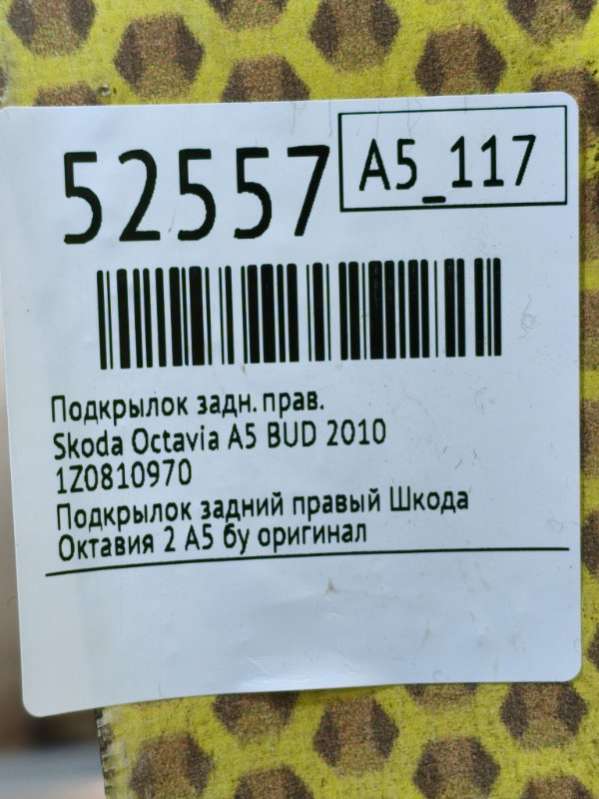 52557
A5_117
Подкрылок задн. прав.
Skoda Octavia A5 BUD 2010
1Z0810970
Подкрылок задний правый Шкода
Октавия 2 А5 бу оригинал